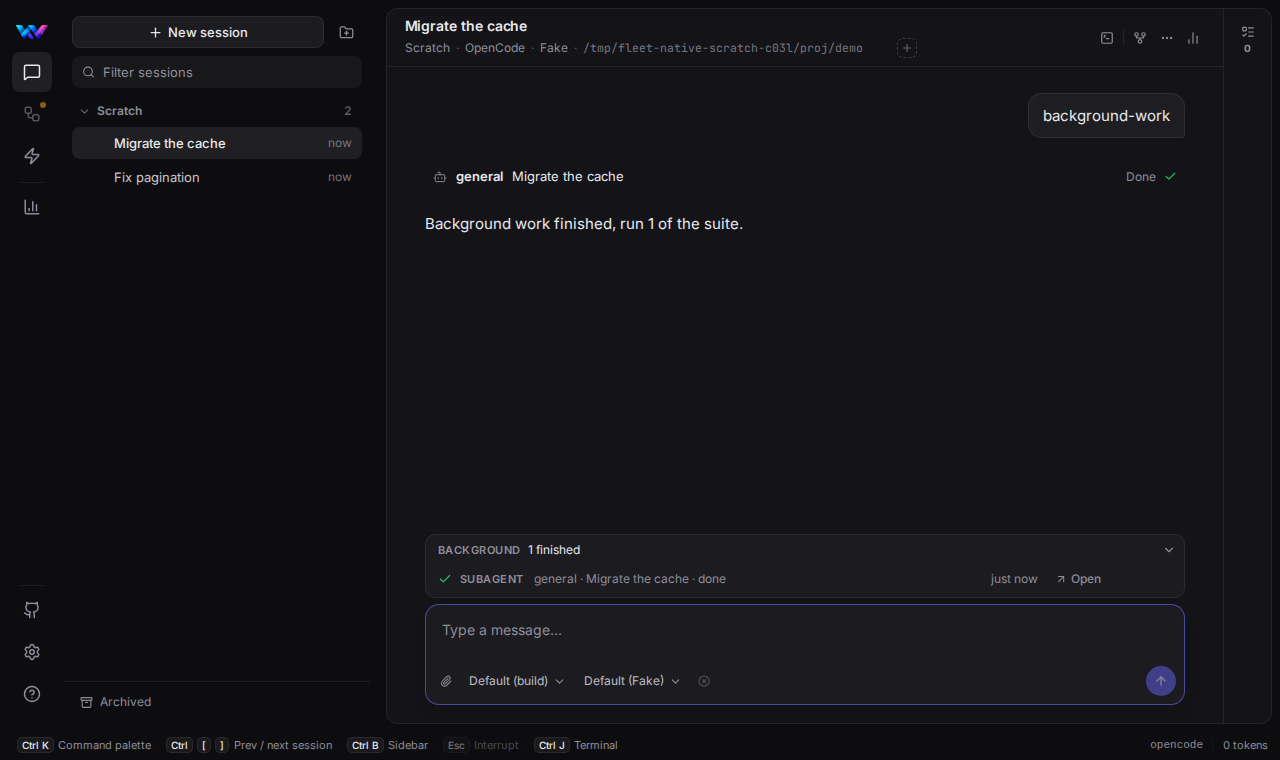 New session
Filter sessions
Scratch 2
Migrate the cache now
Fix pagination now
Archived
Migrate the cache
Scratch · OpenCode · Fake · /tmp/fleet-native-scratch-c03l/proj/demo
0
background-work
general Migrate the cache Done
Background work finished, run 1 of the suite.
BACKGROUND 1 finished
SUBAGENT general · Migrate the cache · done just now Open
Type a message...
Default (build) Default (Fake)
Ctrl K Command palette Ctrl [ ] Prev / next session Ctrl B Sidebar Esc Interrupt Ctrl J Terminal opencode 0 tokens